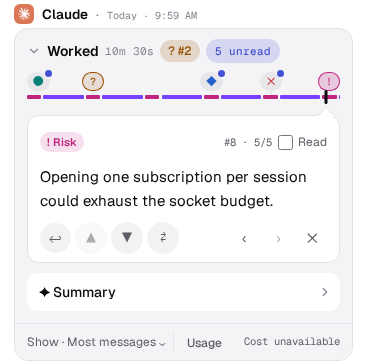 Claude · Today · 9:59 AM
Worked 10m 30s ? #2 5 unread
? !
! Risk #8 · 5/5 Read
Opening one subscription per session
could exhaust the socket budget.
Summary
Show · Most messages Usage Cost unavailable